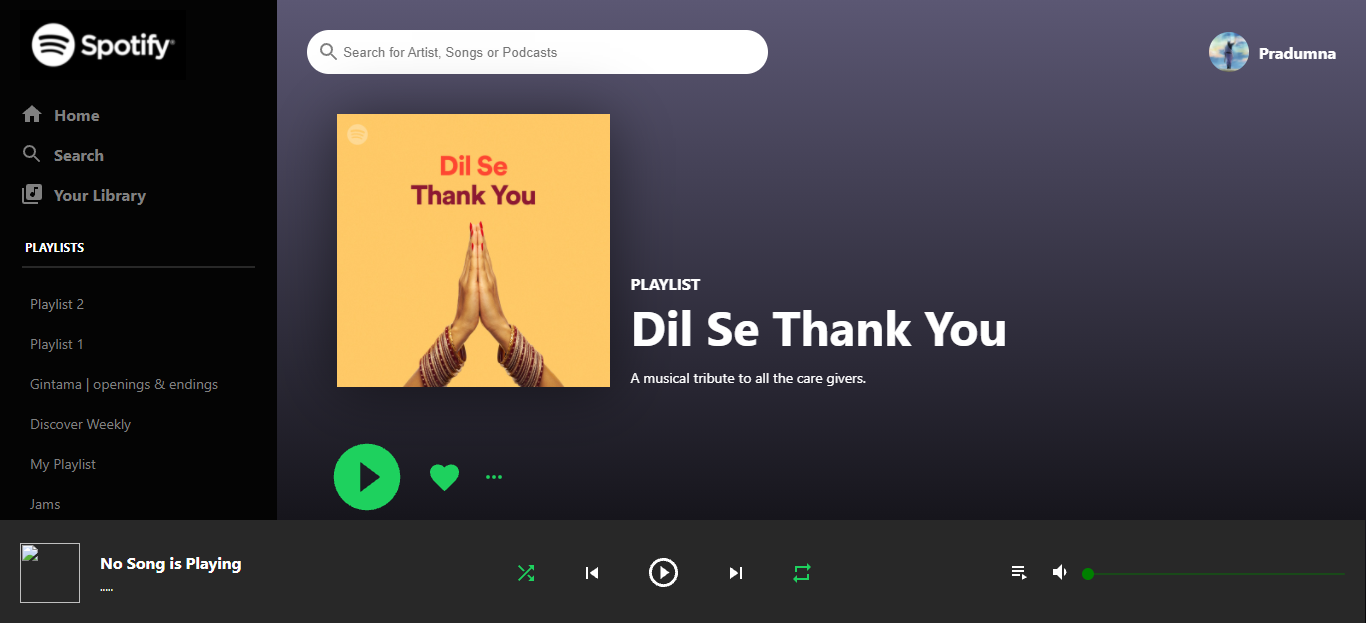 Spotify
Home
Search
Your Library
PLAYLISTS
Playlist 2
Playlist 1
Gintama | openings & endings
Discover Weekly
My Playlist
Jams
Search for Artist, Songs or Podcasts
Pradumna
Dil Se
Thank You
PLAYLIST
Dil Se Thank You
A musical tribute to all the care givers.
No Song is Playing
.....